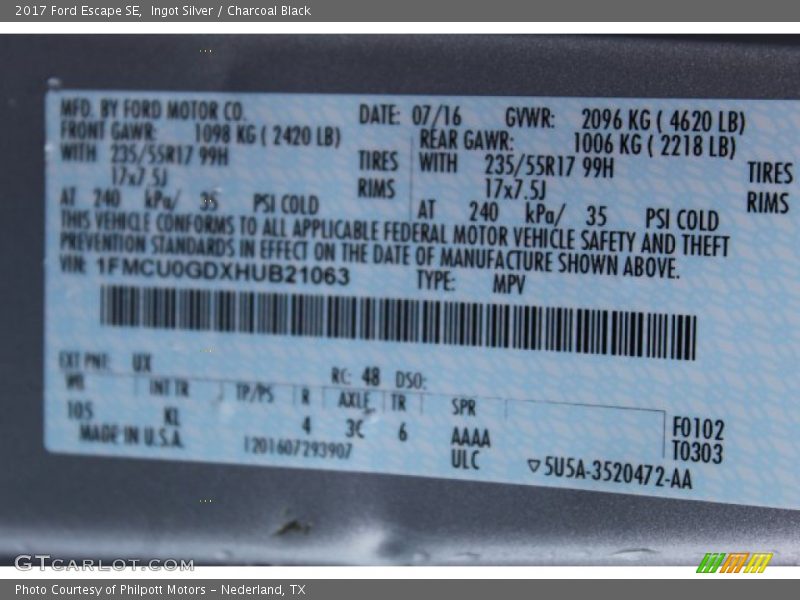 2017 Ford Escape SE, Ingot Silver / Charcoal Black
MFD. BY FORD MOTOR CO. DATE: 07/16 GVWR: 2096 KG ( 4620 LB)
FRONT GAWR: 1098 KG ( 2420 LB) REAR GAWR: 1006 KG ( 2218 LB)
WITH 235/55R17 99H TIRES WITH 235/55R17 99H TIRES
17x7.5J RIMS 17x7.5J RIMS
AT 240 kPa/ 35 PSI COLD AT 240 kPa/ 35 PSI COLD
THIS VEHICLE CONFORMS TO ALL APPLICABLE FEDERAL MOTOR VEHICLE SAFETY AND THEFT
PREVENTION STANDARDS IN EFFECT ON THE DATE OF MANUFACTURE SHOWN ABOVE.
VIN: 1FMCU0GDXHUB21063 TYPE: MPV
EXT PNT: UX RC: 48 DSO:
WB INT TR TP/PS R AXLE TR SPR
105 KL 4 3C 6 AAAA F0102
MADE IN U.S.A. 1201607293907 ULC T0303
▽5U5A-3520472-AA
GTcarlot.com
Photo Courtesy of Philpott Motors - Nederland, TX